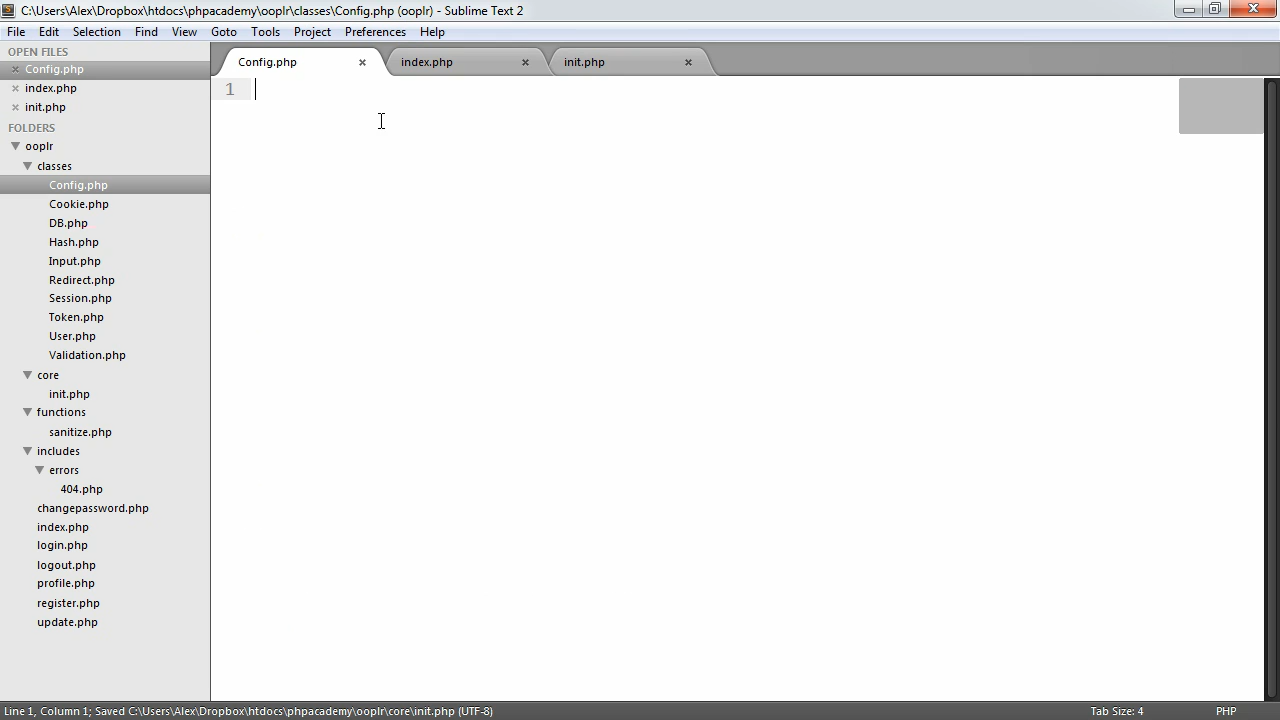 C:\Users\Alex\Dropbox\htdocs\phpacademy\ooplr\classes\Config.php (ooplr) - Sublime Text 2
File Edit Selection Find View Goto Tools Project Preferences Help
OPEN FILES
Config.php
index.php
init.php
FOLDERS
ooplr
classes
Config.php
Cookie.php
DB.php
Hash.php
Input.php
Redirect.php
Session.php
Token.php
User.php
Validation.php
core
init.php
functions
sanitize.php
includes
errors
404.php
changepassword.php
index.php
login.php
logout.php
profile.php
register.php
update.php
Config.php index.php init.php
1
Line 1, Column 1; Saved C:\Users\Alex\Dropbox\htdocs\phpacademy\ooplr\core\init.php (UTF-8) Tab Size: 4 PHP